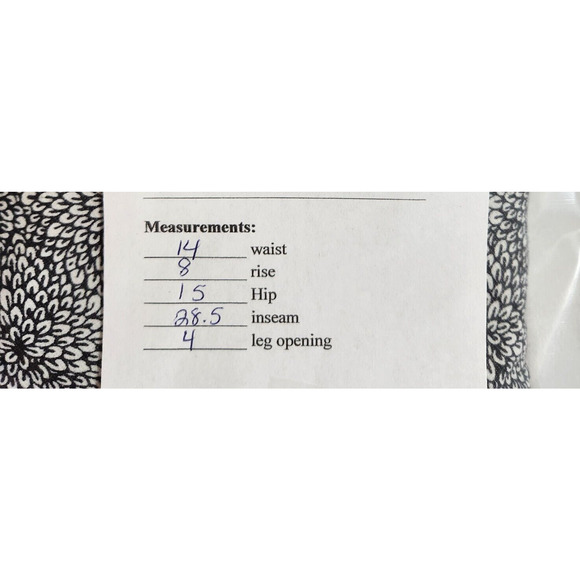 Measurements:
14 waist
8 rise
15 Hip
28.5 inseam
4 leg opening